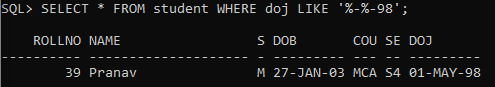 SQL> SELECT * FROM student WHERE doj LIKE '%-%-98';
ROLLNO NAME S DOB COU SE DOJ
---------- -------------------- - --------- --- -- ---------
39 Pranav M 27-JAN-03 MCA S4 01-MAY-98